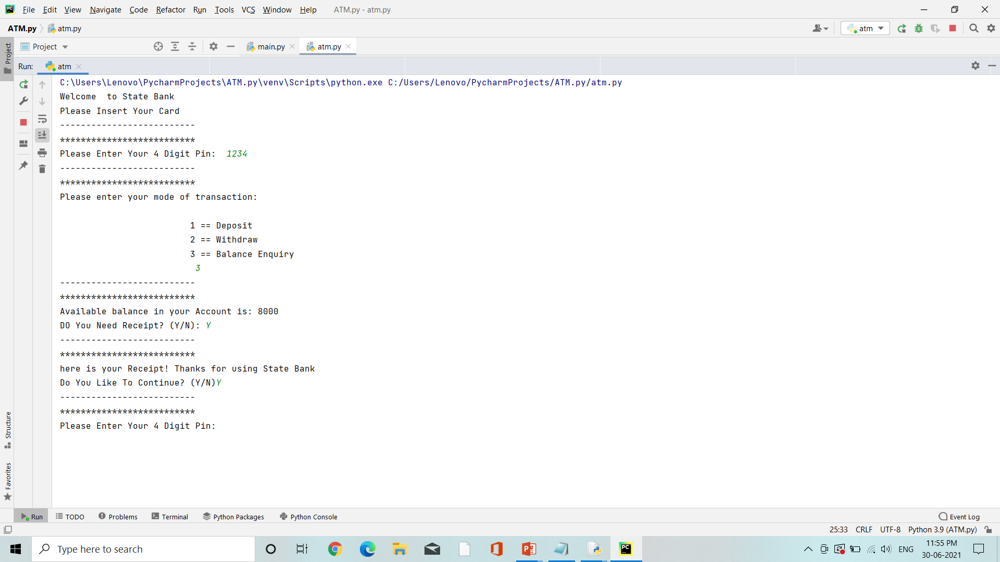 File Edit View Navigate Code Refactor Run Tools VCS Window Help ATM.py - atm.py
ATM.py atm.py atm
Project main.py atm.py
Project
Run: atm
C:\Users\Lenovo\PycharmProjects\ATM.py\venv\Scripts\python.exe C:/Users/Lenovo/PycharmProjects/ATM.py/atm.py
Welcome  to State Bank
Please Insert Your Card
--------------------------
**************************
Please Enter Your 4 Digit Pin:  1234
--------------------------
**************************
Please enter your mode of transaction:
1 == Deposit
2 == Withdraw
3 == Balance Enquiry
3
--------------------------
**************************
Available balance in your Account is: 8000
DO You Need Receipt? (Y/N): Y
--------------------------
**************************
here is your Receipt! Thanks for using State Bank
Do You Like To Continue? (Y/N)Y
--------------------------
**************************
Please Enter Your 4 Digit Pin:
Structure
Favorites
Run TODO Problems Terminal Python Packages Python Console Event Log
25:33 CRLF UTF-8 Python 3.9 (ATM.py)
Type here to search ENG 11:55 PM
30-06-2021